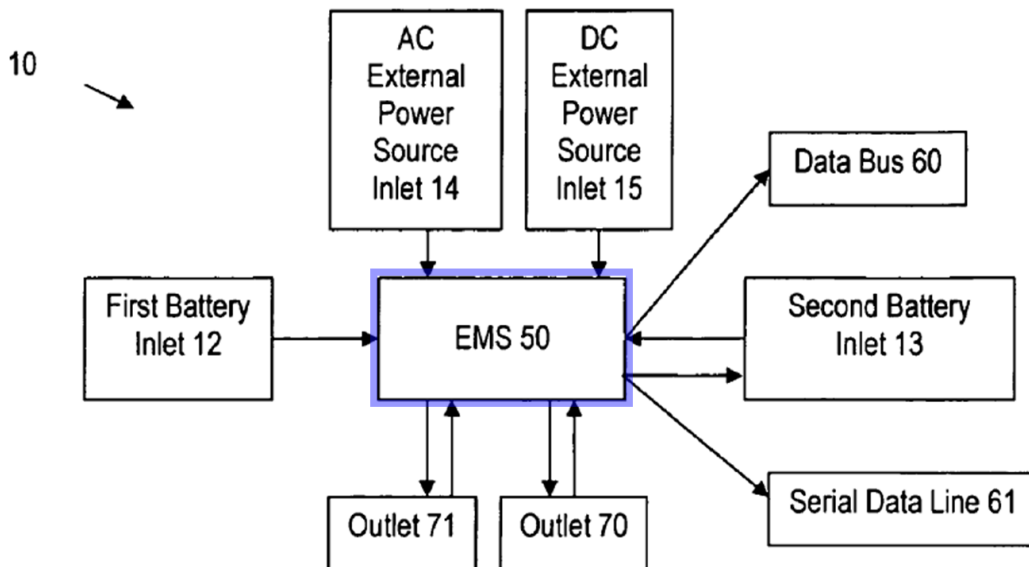 10
AC
External
Power
Source
Inlet 14
DC
External
Power
Source
Inlet 15
Data Bus 60
First Battery
Inlet 12
EMS 50
Second Battery
Inlet 13
Outlet 71
Outlet 70
Serial Data Line 61